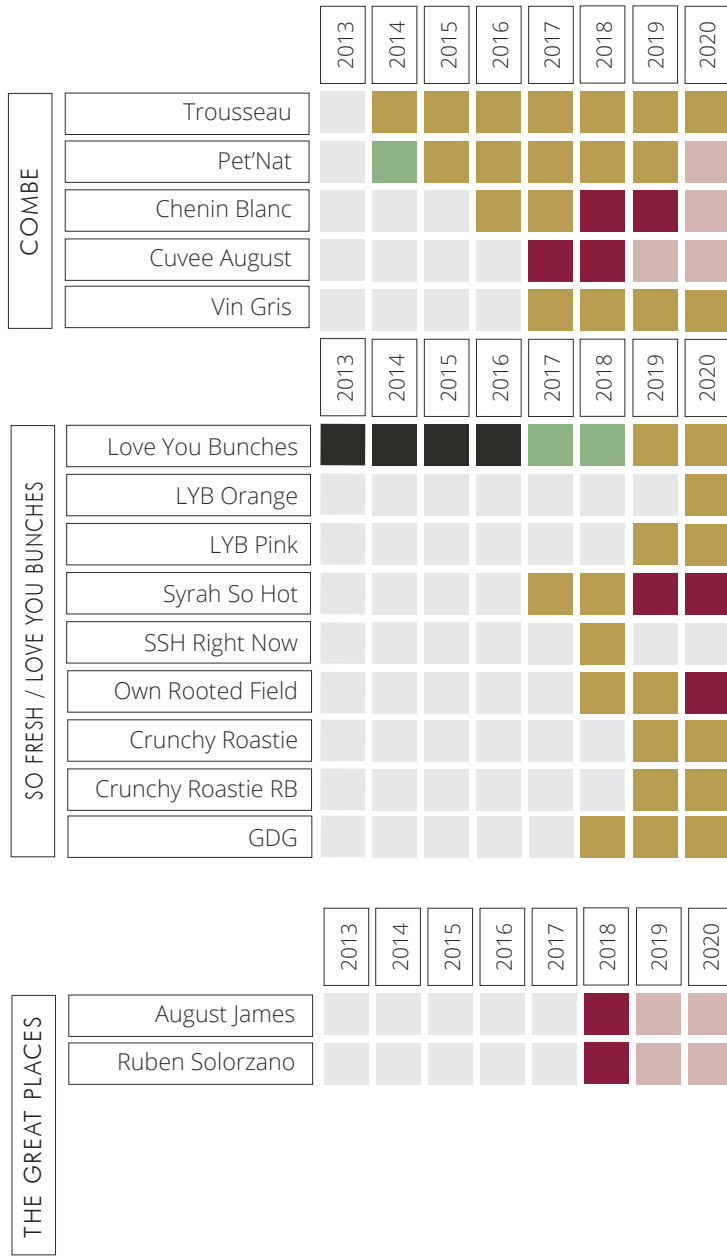 2013 2014 2015 2016 2017 2018 2019 2020
COMBE
Trousseau
Pet'Nat
Chenin Blanc
Cuvee August
Vin Gris
2013 2014 2015 2016 2017 2018 2019 2020
SO FRESH / LOVE YOU BUNCHES
Love You Bunches
LYB Orange
LYB Pink
Syrah So Hot
SSH Right Now
Own Rooted Field
Crunchy Roastie
Crunchy Roastie RB
GDG
2013 2014 2015 2016 2017 2018 2019 2020
THE GREAT PLACES
August James
Ruben Solorzano